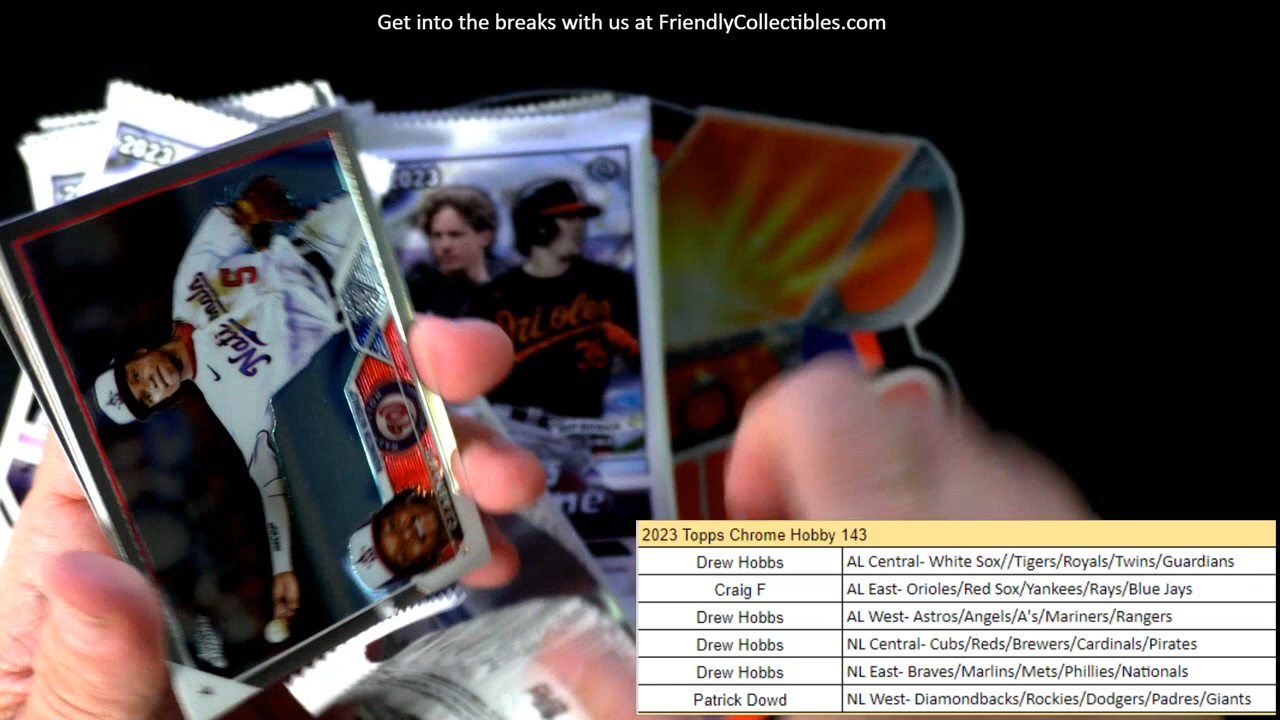 Get into the breaks with us at FriendlyCollectibles.com
2023
2023
Nationals
5
Orioles
35
2023 Topps Chrome Hobby 143
Drew Hobbs AL Central- White Sox//Tigers/Royals/Twins/Guardians
Craig F AL East- Orioles/Red Sox/Yankees/Rays/Blue Jays
Drew Hobbs AL West- Astros/Angels/A's/Mariners/Rangers
Drew Hobbs NL Central- Cubs/Reds/Brewers/Cardinals/Pirates
Drew Hobbs NL East- Braves/Marlins/Mets/Phillies/Nationals
Patrick Dowd NL West- Diamondbacks/Rockies/Dodgers/Padres/Giants